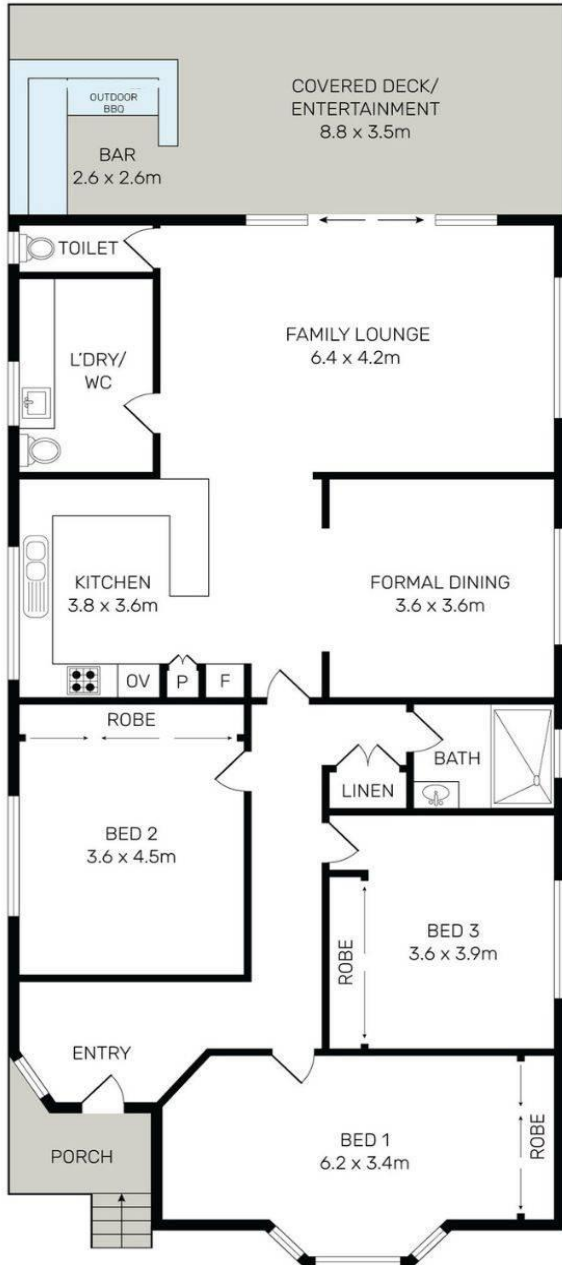 COVERED DECK/
ENTERTAINMENT
8.8 x 3.5m
OUTDOOR
BBQ
BAR
2.6 x 2.6m
TOILET
FAMILY LOUNGE
6.4 x 4.2m
L'DRY/
WC
KITCHEN
3.8 x 3.6m
FORMAL DINING
3.6 x 3.6m
OV
P
F
ROBE
BATH
LINEN
BED 2
3.6 x 4.5m
BED 3
3.6 x 3.9m
ROBE
ENTRY
BED 1
6.2 x 3.4m
ROBE
PORCH